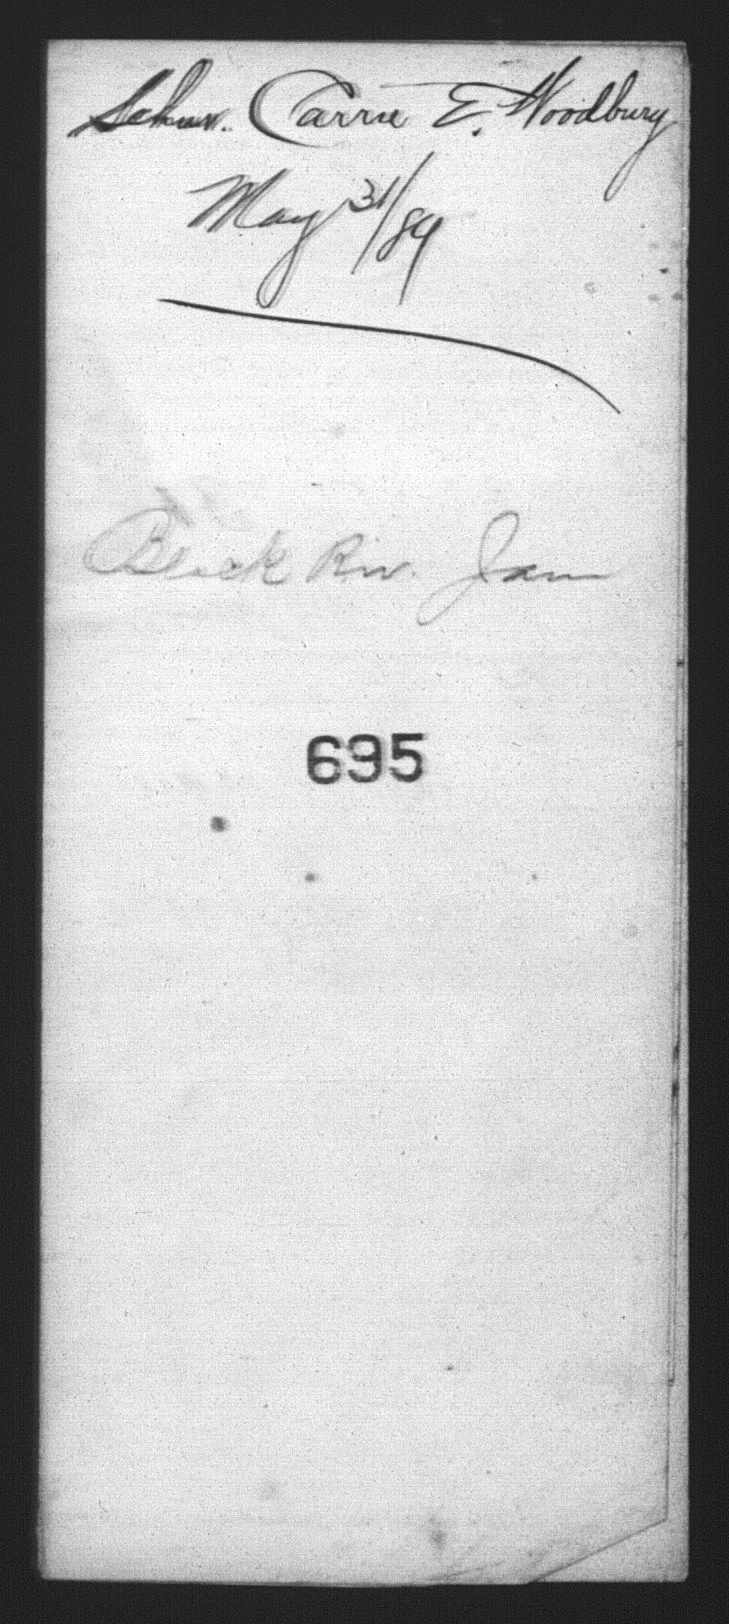 Schnr. Carrie E. Woodbury
May 31/89
Black Riv. Jam
695